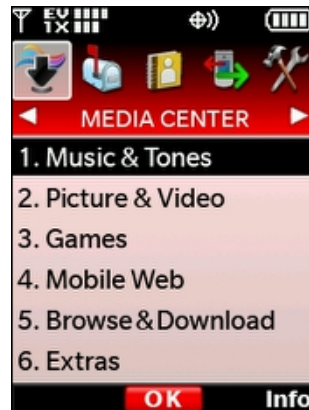 EV
1X
MEDIA CENTER
1. Music & Tones
2. Picture & Video
3. Games
4. Mobile Web
5. Browse & Download
6. Extras
OK Info